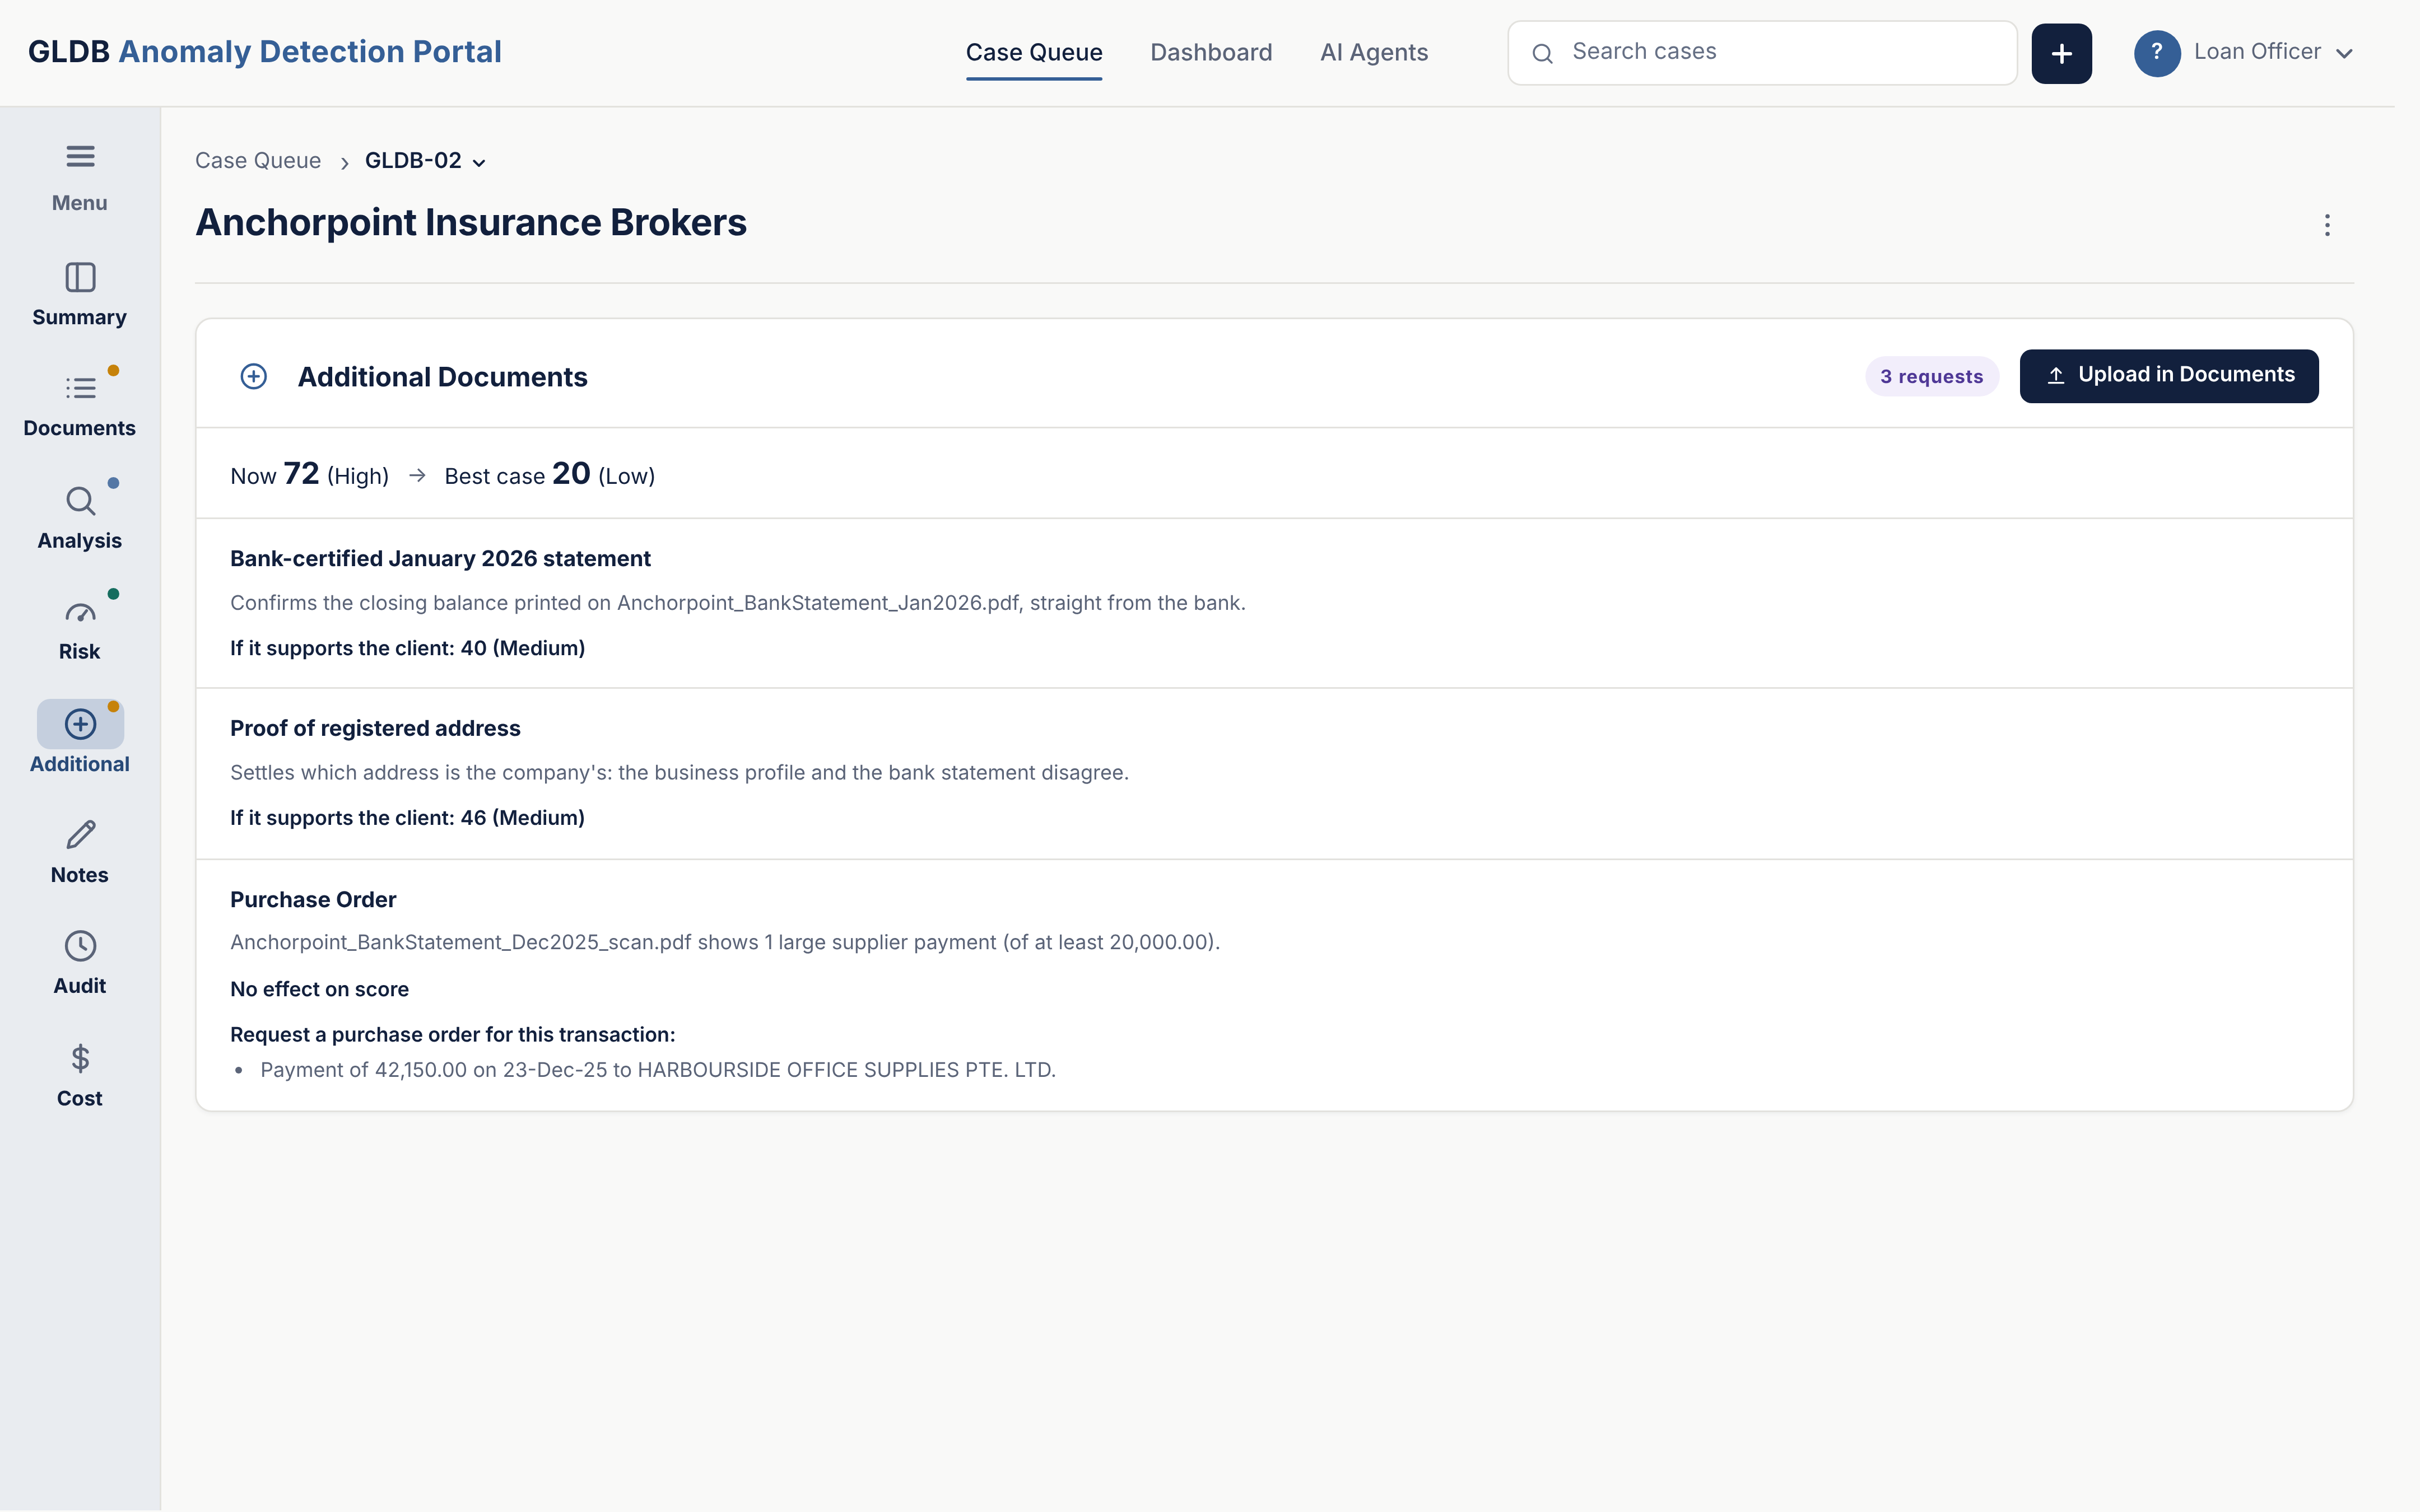 GLDB Anomaly Detection Portal
Case Queue
Dashboard
AI Agents
Search cases
?
Loan Officer
Menu
Summary
Documents
Analysis
Risk
Additional
Notes
Audit
Cost
Case Queue › GLDB-02
Anchorpoint Insurance Brokers
Additional Documents
3 requests
Upload in Documents
Now 72 (High) → Best case 20 (Low)
Bank-certified January 2026 statement
Confirms the closing balance printed on Anchorpoint_BankStatement_Jan2026.pdf, straight from the bank.
If it supports the client: 40 (Medium)
Proof of registered address
Settles which address is the company's: the business profile and the bank statement disagree.
If it supports the client: 46 (Medium)
Purchase Order
Anchorpoint_BankStatement_Dec2025_scan.pdf shows 1 large supplier payment (of at least 20,000.00).
No effect on score
Request a purchase order for this transaction:
• Payment of 42,150.00 on 23-Dec-25 to HARBOURSIDE OFFICE SUPPLIES PTE. LTD.